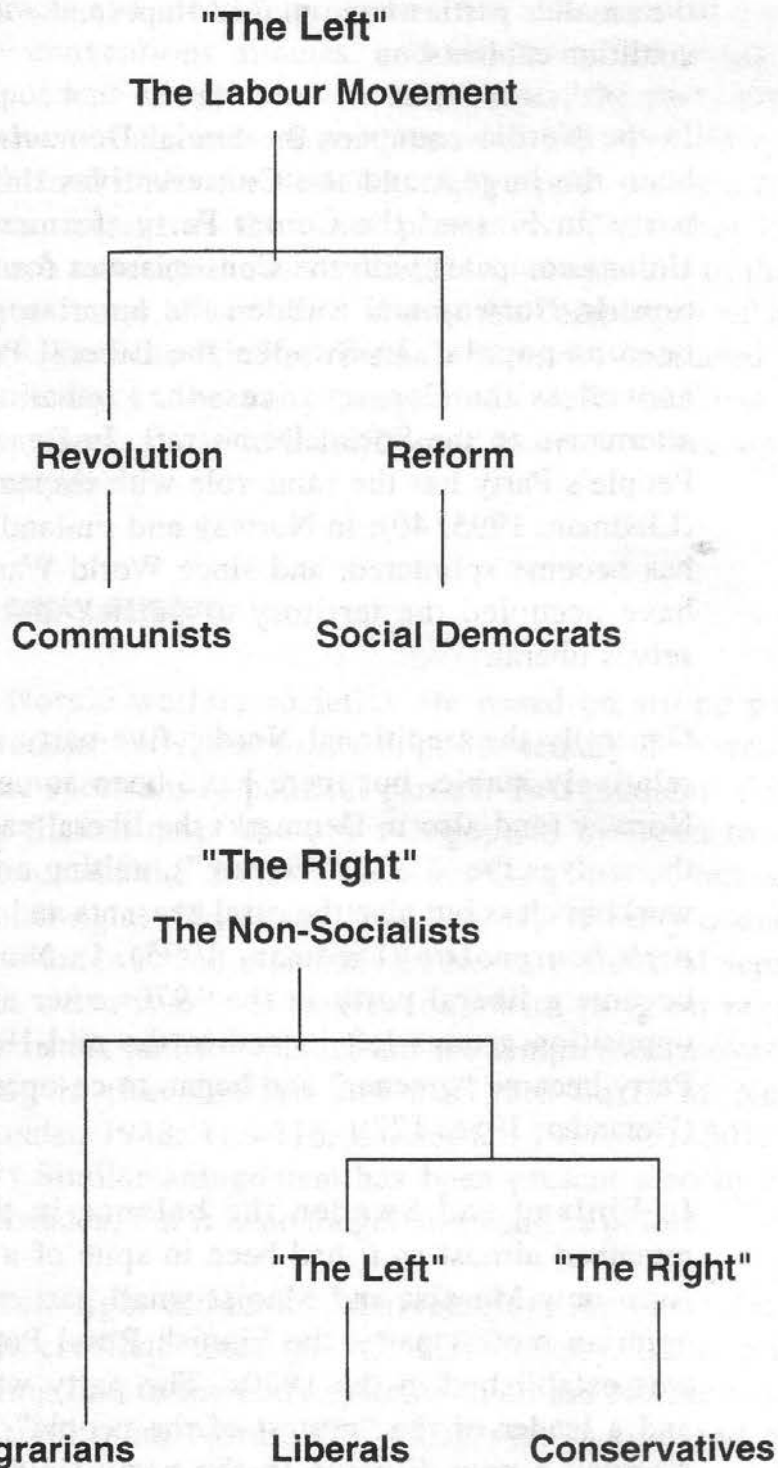 "The Left"
The Labour Movement
Revolution
Reform
Communists
Social Democrats
"The Right"
The Non-Socialists
"The Left"
"The Right"
grarians
Liberals
Conservatives